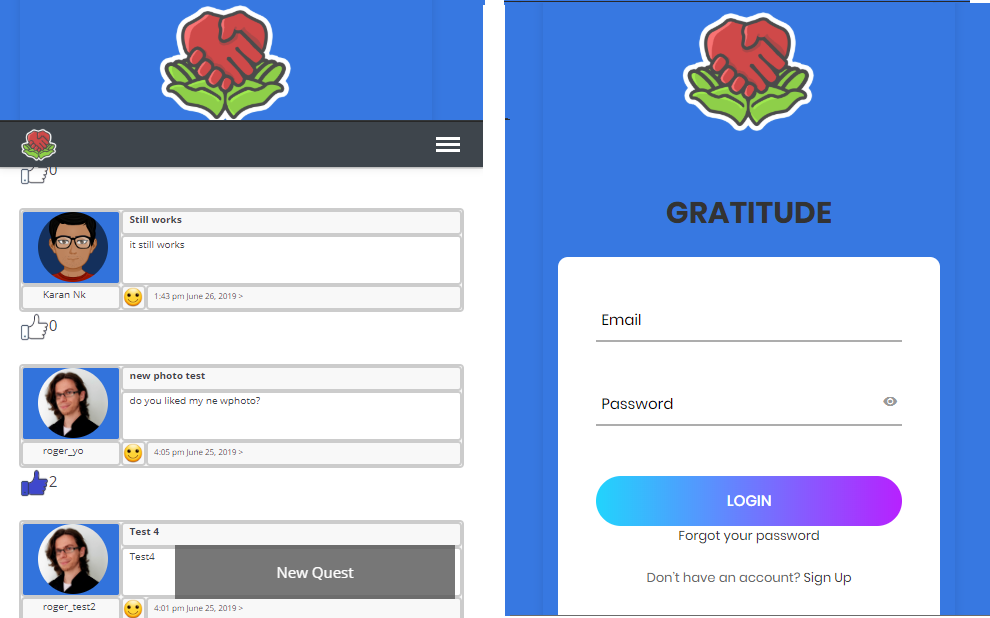 0
Still works
it still works
Karan Nk
1:43 pm June 26, 2019 >
0
new photo test
do you liked my ne wphoto?
roger_yo
4:05 pm June 25, 2019 >
2
Test 4
Test4
New Quest
roger_test2
4:01 pm June 25, 2019 >
GRATITUDE
Email
Password
LOGIN
Forgot your password
Don't have an account? Sign Up